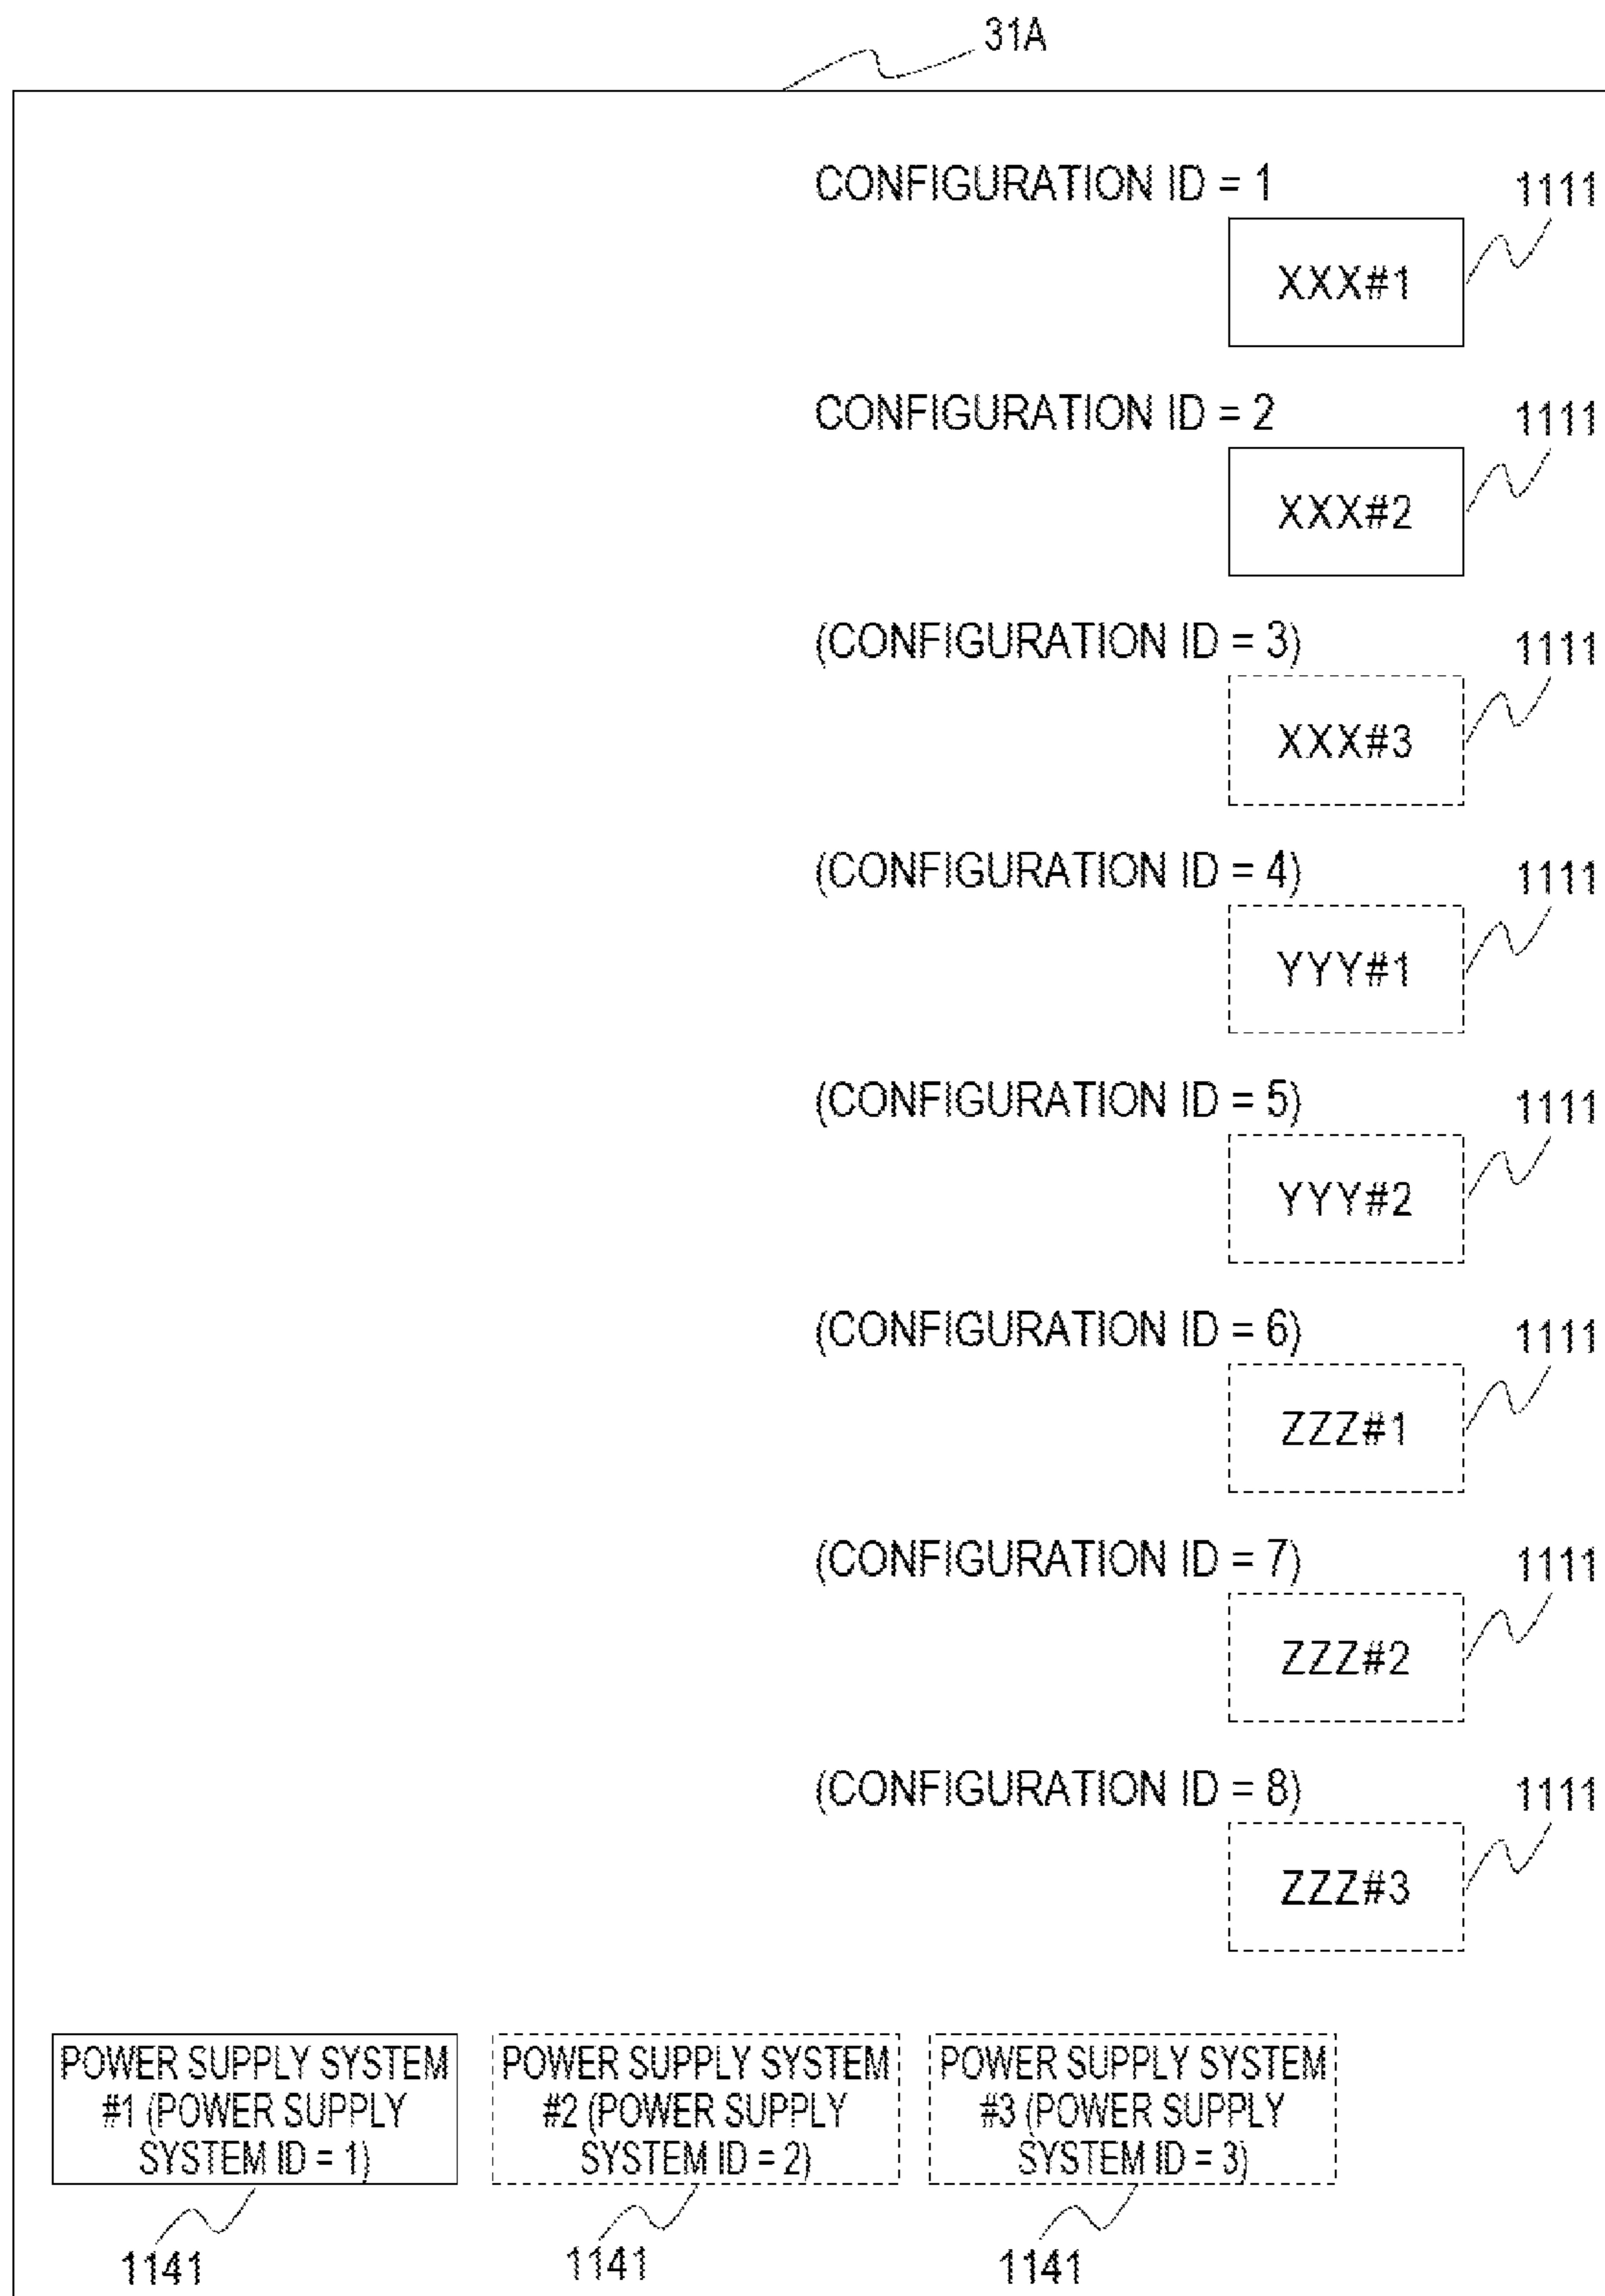 31A
CONFIGURATION ID = 1
1111
XXX#1
CONFIGURATION ID = 2
1111
XXX#2
(CONFIGURATION ID = 3)
1111
XXX#3
(CONFIGURATION ID = 4)
1111
YYY#1
(CONFIGURATION ID = 5)
1111
YYY#2
(CONFIGURATION ID = 6)
1111
ZZZ#1
(CONFIGURATION ID = 7)
1111
ZZZ#2
(CONFIGURATION ID = 8)
1111
ZZZ#3
POWER SUPPLY SYSTEM
#1 (POWER SUPPLY
SYSTEM ID = 1)
1141
POWER SUPPLY SYSTEM
#2 (POWER SUPPLY
SYSTEM ID = 2)
1141
POWER SUPPLY SYSTEM
#3 (POWER SUPPLY
SYSTEM ID = 3)
1141